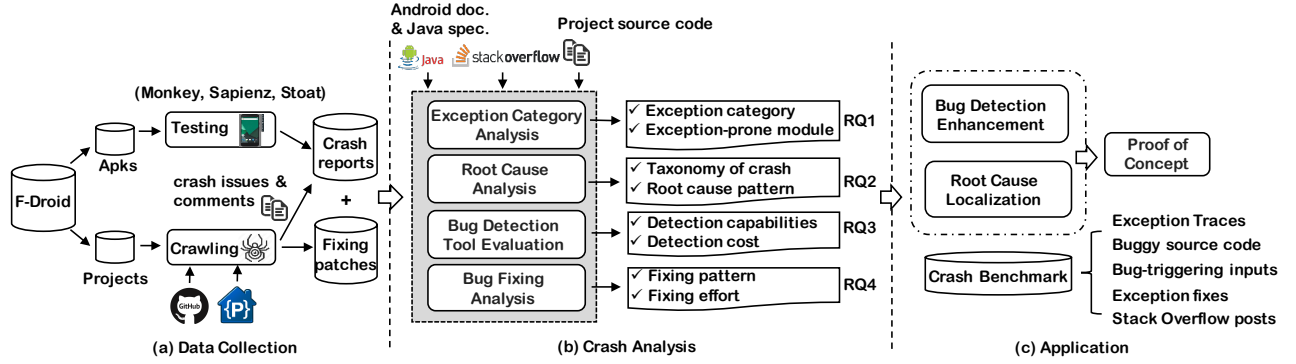 (Monkey, Sapienz, Stoat)
Testing
Apks
F-Droid
Crash
reports
+
crash issues &
comments
Crawling
Projects
Fixing
patches
GitHub
{P}
(a) Data Collection
Android doc.
& Java spec.
Project source code
Java
stackoverflow
Exception Category
Analysis
✓ Exception category
✓ Exception-prone module
RQ1
Root Cause
Analysis
✓ Taxonomy of crash
✓ Root cause pattern
RQ2
Bug Detection
Tool Evaluation
✓ Detection capabilities
✓ Detection cost
RQ3
Bug Fixing
Analysis
✓ Fixing pattern
✓ Fixing effort
RQ4
(b) Crash Analysis
Bug Detection
Enhancement
Root Cause
Localization
Proof of
Concept
Crash Benchmark
Exception Traces
Buggy source code
Bug-triggering inputs
Exception fixes
Stack Overflow posts
(c) Application